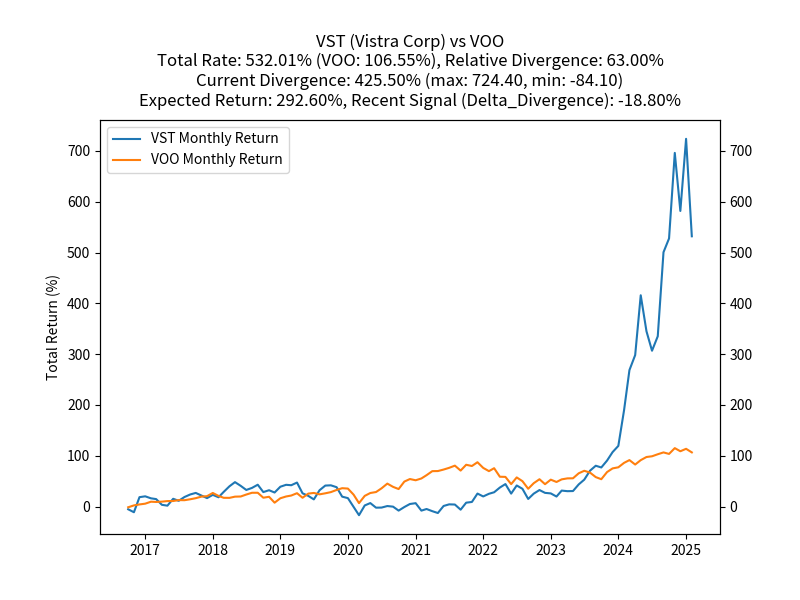 VST (Vistra Corp) vs VOO
Total Rate: 532.01% (VOO: 106.55%), Relative Divergence: 63.00%
Current Divergence: 425.50% (max: 724.40, min: -84.10)
Expected Return: 292.60%, Recent Signal (Delta_Divergence): -18.80%
VST Monthly Return
VOO Monthly Return
Total Return (%)
700
600
500
400
300
200
100
0
700
600
500
400
300
200
100
0
2017 2018 2019 2020 2021 2022 2023 2024 2025